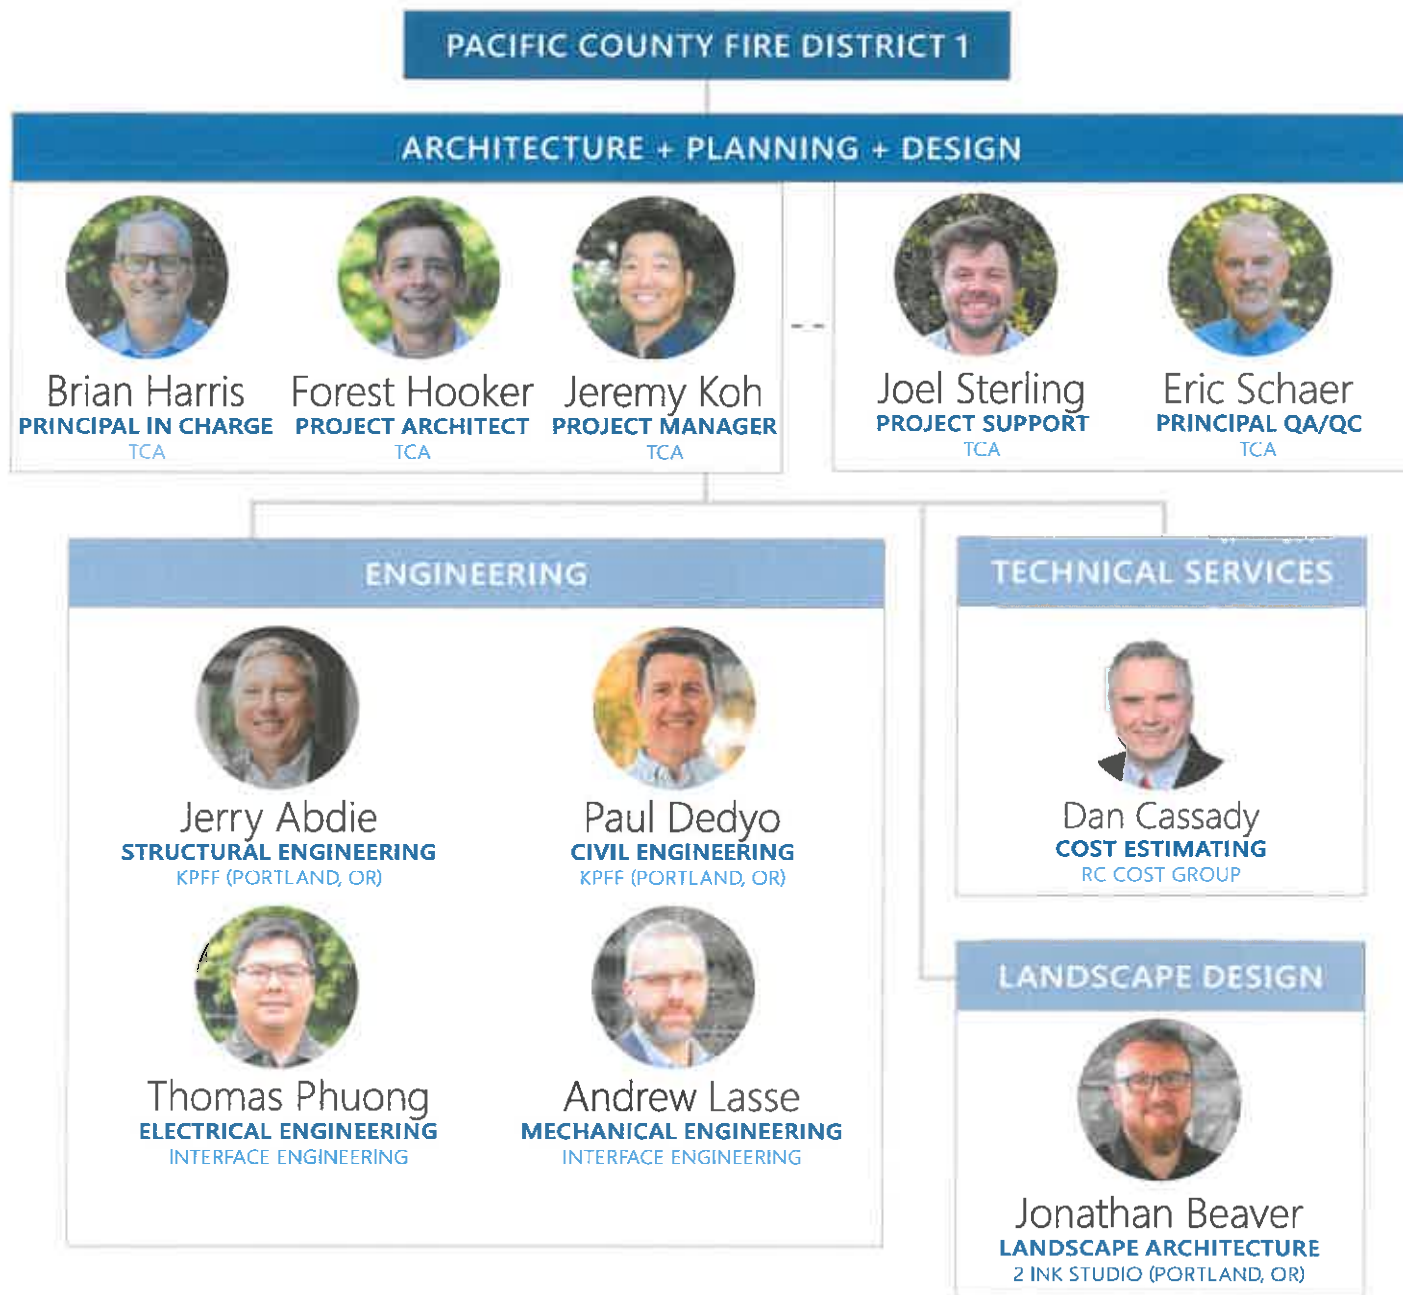 PACIFIC COUNTY FIRE DISTRICT 1
ARCHITECTURE + PLANNING + DESIGN
Brian Harris
PRINCIPAL IN CHARGE
TCA
Forest Hooker
PROJECT ARCHITECT
TCA
Jeremy Koh
PROJECT MANAGER
TCA
Joel Sterling
PROJECT SUPPORT
TCA
Eric Schaer
PRINCIPAL QA/QC
TCA
ENGINEERING
Jerry Abdie
STRUCTURAL ENGINEERING
KPFF (PORTLAND, OR)
Paul Dedyo
CIVIL ENGINEERING
KPFF (PORTLAND, OR)
Thomas Phuong
ELECTRICAL ENGINEERING
INTERFACE ENGINEERING
Andrew Lasse
MECHANICAL ENGINEERING
INTERFACE ENGINEERING
TECHNICAL SERVICES
Dan Cassady
COST ESTIMATING
RC COST GROUP
LANDSCAPE DESIGN
Jonathan Beaver
LANDSCAPE ARCHITECTURE
2 INK STUDIO (PORTLAND, OR)